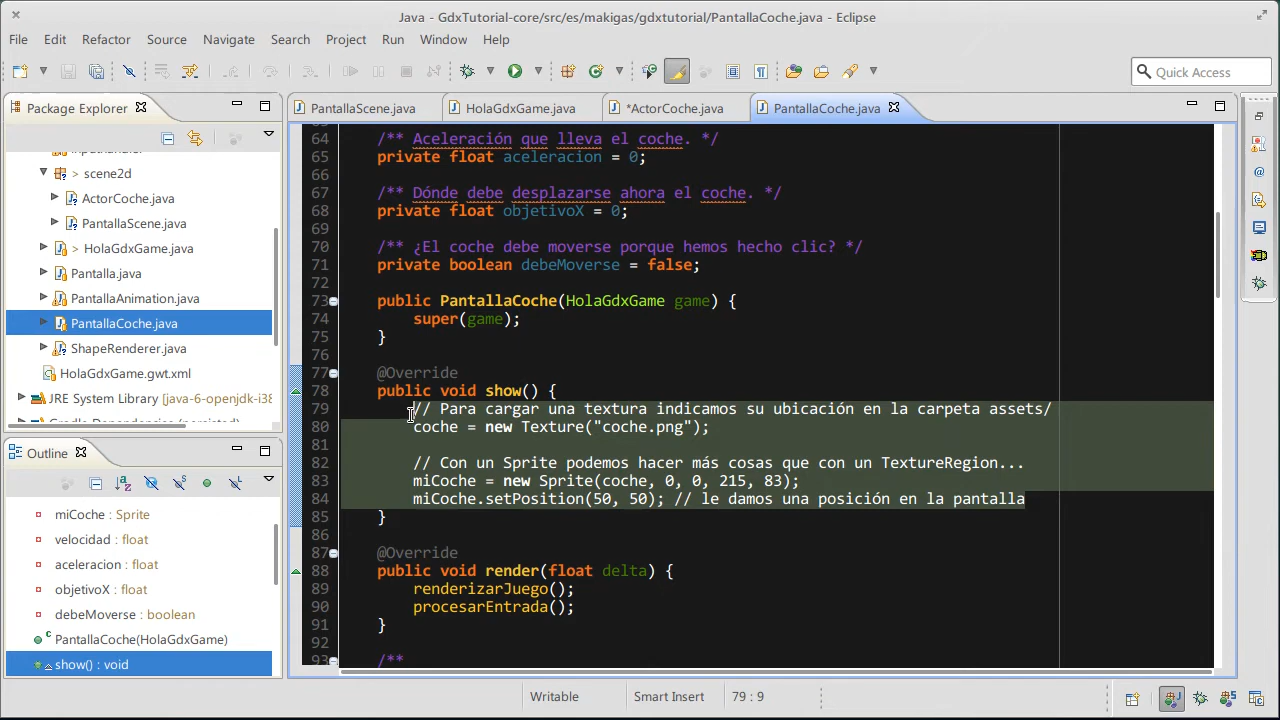 Java - GdxTutorial-core/src/es/makigas/gdxtutorial/PantallaCoche.java - Eclipse
File Edit Refactor Source Navigate Search Project Run Window Help
Quick Access
Package Explorer
scene2d
ActorCoche.java
PantallaScene.java
> HolaGdxGame.java
Pantalla.java
PantallaAnimation.java
PantallaCoche.java
ShapeRenderer.java
HolaGdxGame.gwt.xml
JRE System Library [java-6-openjdk-i38
Outline
miCoche : Sprite
velocidad : float
aceleracion : float
objetivoX : float
debeMoverse : boolean
PantallaCoche(HolaGdxGame)
show() : void
PantallaScene.java HolaGdxGame.java *ActorCoche.java PantallaCoche.java
64 /** Aceleración que lleva el coche. */
65 private float aceleracion = 0;
66
67 /** Dónde debe desplazarse ahora el coche. */
68 private float objetivoX = 0;
69
70 /** ¿El coche debe moverse porque hemos hecho clic? */
71 private boolean debeMoverse = false;
72
73 public PantallaCoche(HolaGdxGame game) {
74 super(game);
75 }
76
77 @Override
78 public void show() {
79 // Para cargar una textura indicamos su ubicación en la carpeta assets/
80 coche = new Texture("coche.png");
81
82 // Con un Sprite podemos hacer más cosas que con un TextureRegion...
83 miCoche = new Sprite(coche, 0, 0, 215, 83);
84 miCoche.setPosition(50, 50); // le damos una posición en la pantalla
85 }
86
87 @Override
88 public void render(float delta) {
89 renderizarJuego();
90 procesarEntrada();
91 }
92
93 /**
Writable Smart Insert 79 : 9